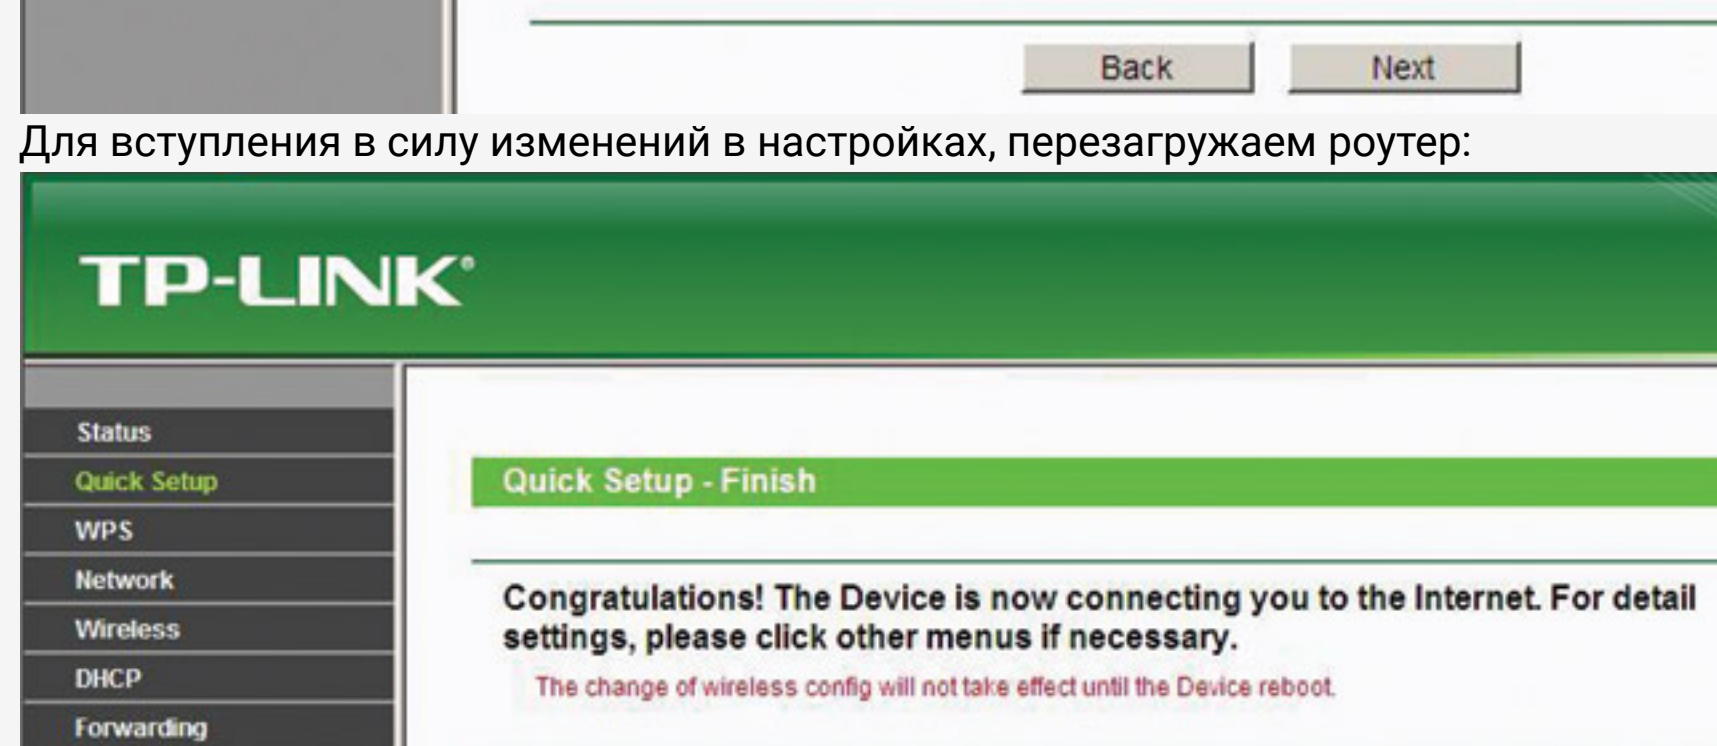 Back Next
Для вступления в силу изменений в настройках, перезагружаем роутер:
TP-LINK®
Status
Quick Setup
WPS
Network
Wireless
DHCP
Forwarding
Quick Setup - Finish
Congratulations! The Device is now connecting you to the Internet. For detail
settings, please click other menus if necessary.
The change of wireless config will not take effect until the Device reboot.